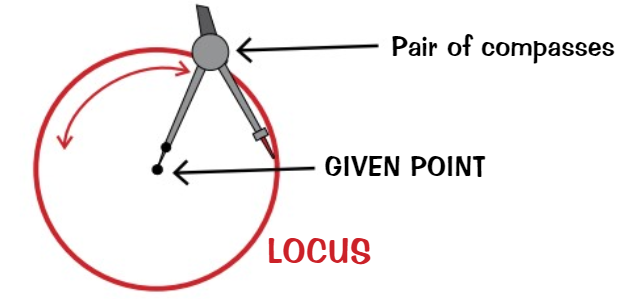 Pair of compasses
GIVEN POINT
LOCUS